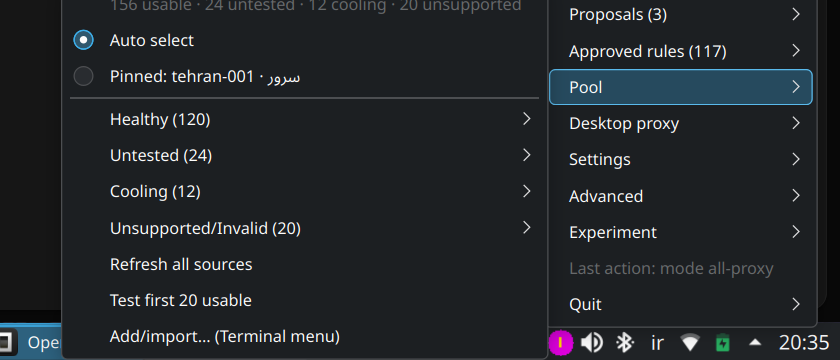 156 usable · 24 untested · 12 cooling · 20 unsupported
Auto select
Pinned: tehran-001 · سرور
Healthy (120)
Untested (24)
Cooling (12)
Unsupported/Invalid (20)
Refresh all sources
Test first 20 usable
Add/import... (Terminal menu)
Proposals (3)
Approved rules (117)
Pool
Desktop proxy
Settings
Advanced
Experiment
Last action: mode all-proxy
Quit
Ope
I
ir
20:35